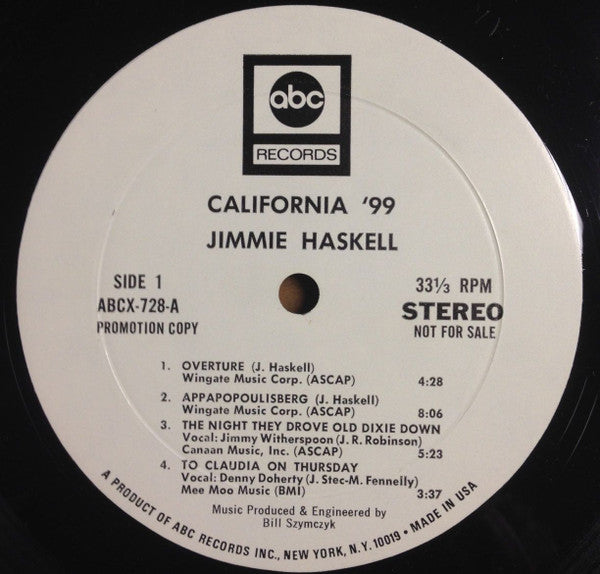 abc
RECORDS
CALIFORNIA '99
JIMMIE HASKELL
SIDE 1
ABCX-728-A
PROMOTION COPY
33⅓ RPM
STEREO
NOT FOR SALE
1. OVERTURE (J. Haskell)
Wingate Music Corp. (ASCAP) 4:28
2. APPAPOPOULISBERG (J. Haskell)
Wingate Music Corp. (ASCAP) 8:06
3. THE NIGHT THEY DROVE OLD DIXIE DOWN
Vocal: Jimmy Witherspoon (J. R. Robinson)
Canaan Music, Inc. (ASCAP) 5:23
4. TO CLAUDIA ON THURSDAY
Vocal: Denny Doherty (J. Stec-M. Fennelly)
Mee Moo Music (BMI) 3:37
Music Produced & Engineered by
Bill Szymczyk
A PRODUCT OF ABC RECORDS INC., NEW YORK, N.Y. 10019 • MADE IN USA